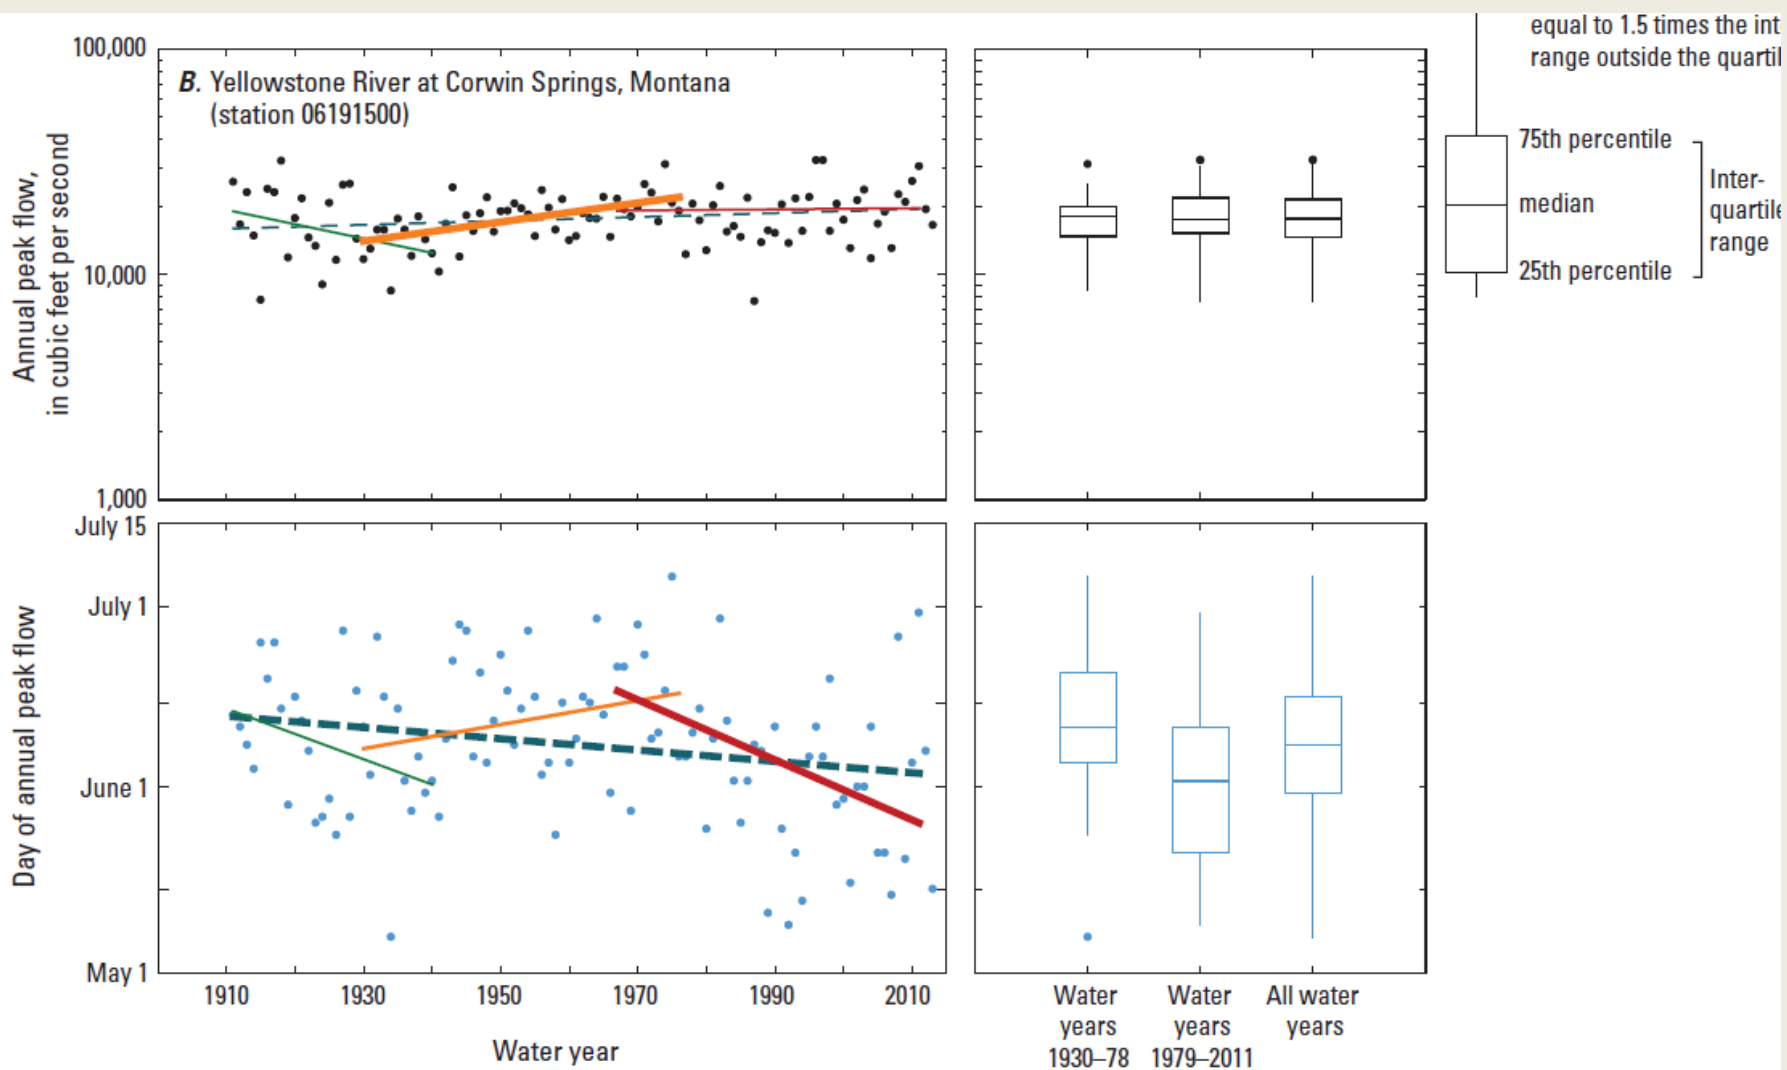 equal to 1.5 times the int
range outside the quartil
100,000
B. Yellowstone River at Corwin Springs, Montana
(station 06191500)
75th percentile
median
25th percentile
Inter-
quartile
range
Annual peak flow,
in cubic feet per second
10,000
1,000
July 15
July 1
June 1
May 1
Day of annual peak flow
1910
1930
1950
1970
1990
2010
Water year
Water
years
1930–78
Water
years
1979–2011
All water
years